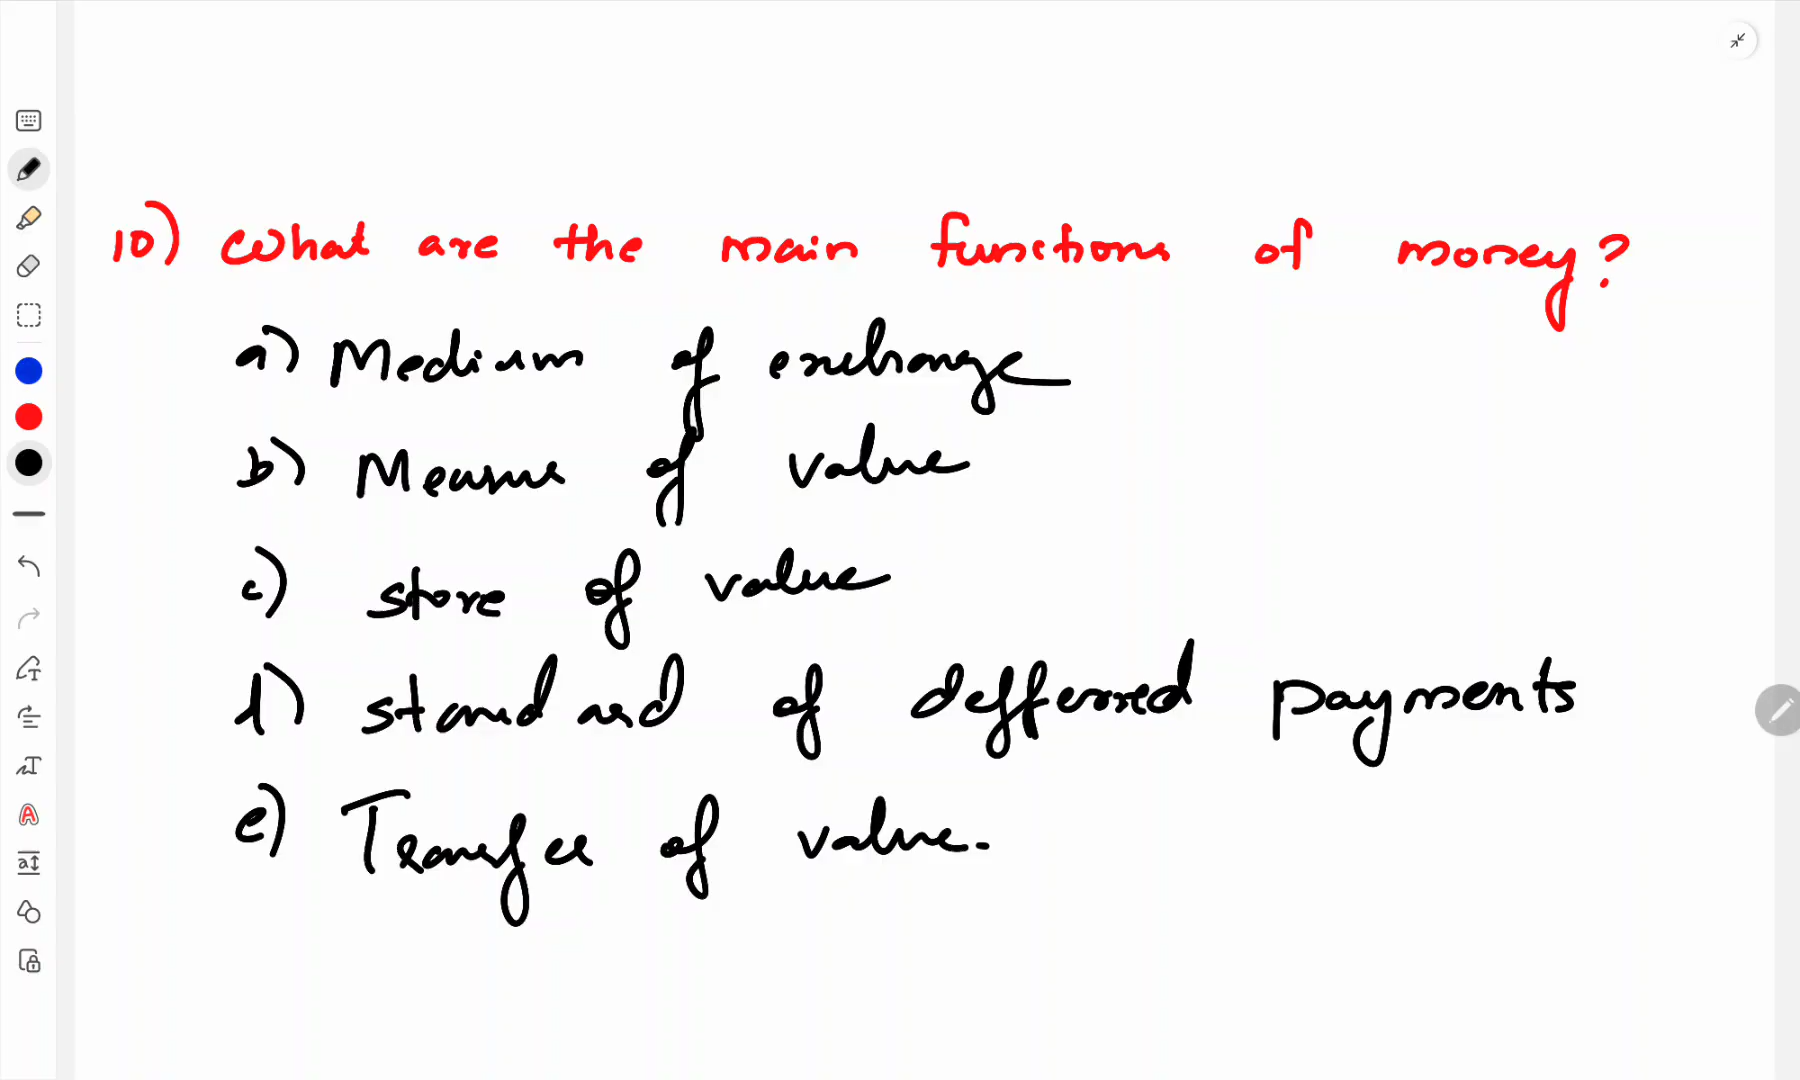 10) What are the main functions of money?
a) Medium of exchange
b) Measure of value
c) store of value
d) standard of defferred payments
e) Transfer of value.